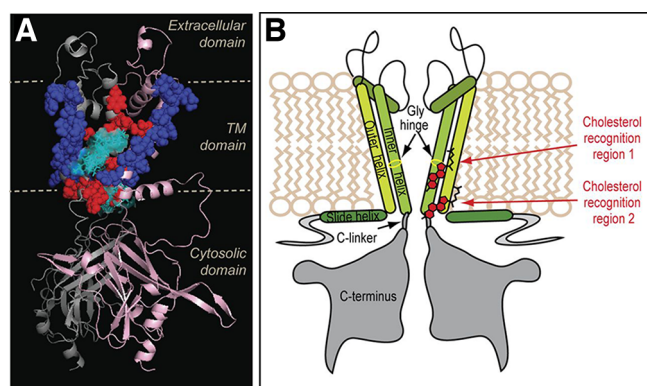 A
Extracellular
domain
TM
domain
Cytosolic
domain
B
Gly
hinge
Outer helix
Inner helix
Cholesterol
recognition
region 1
Cholesterol
recognition
region 2
Slide helix
C-linker
C-terminus